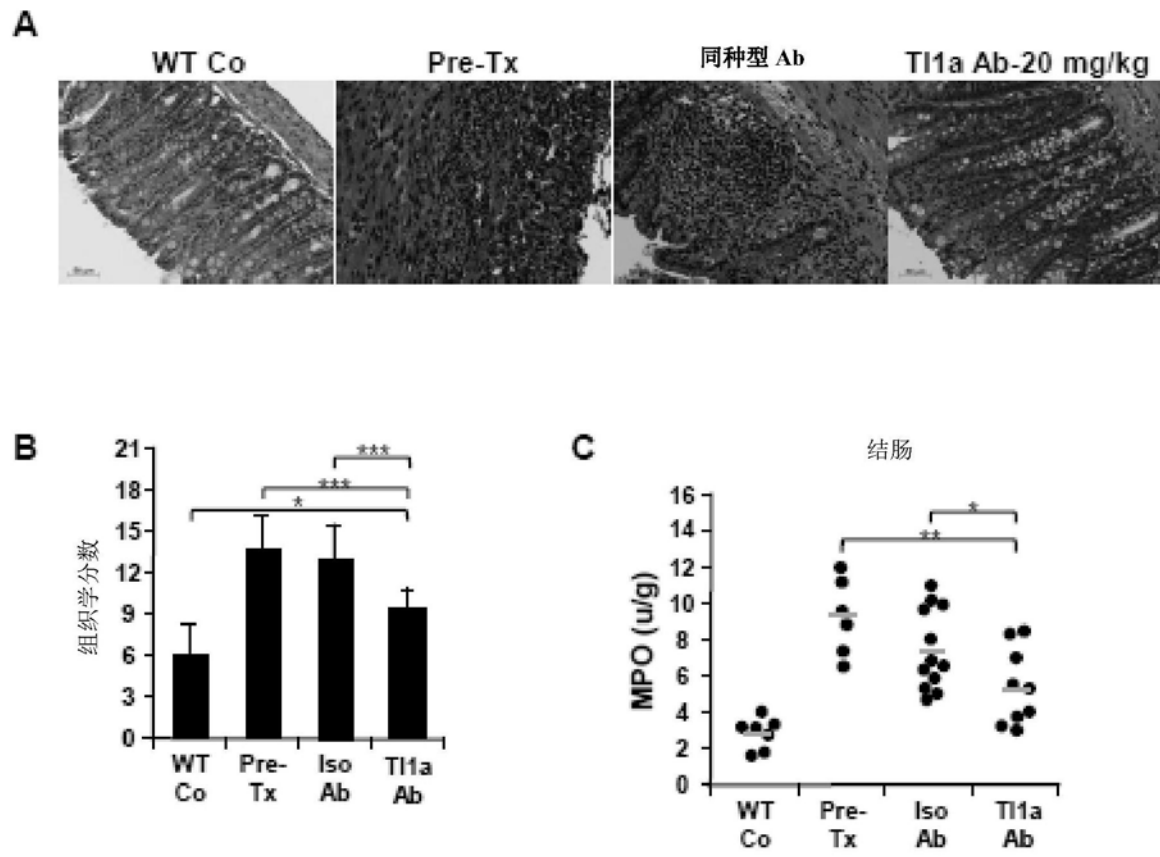 A
WT Co
Pre-Tx
同种型 Ab
Tl1a Ab-20 mg/kg
B
21
18
15
12
9
6
3
0
组织学分数
***
***
*
WT
Co
Pre-
Tx
Iso
Ab
Tl1a
Ab
C
结肠
16
14
12
10
8
6
4
2
0
MPO (u/g)
*
**
WT
Co
Pre-
Tx
Iso
Ab
Tl1a
Ab